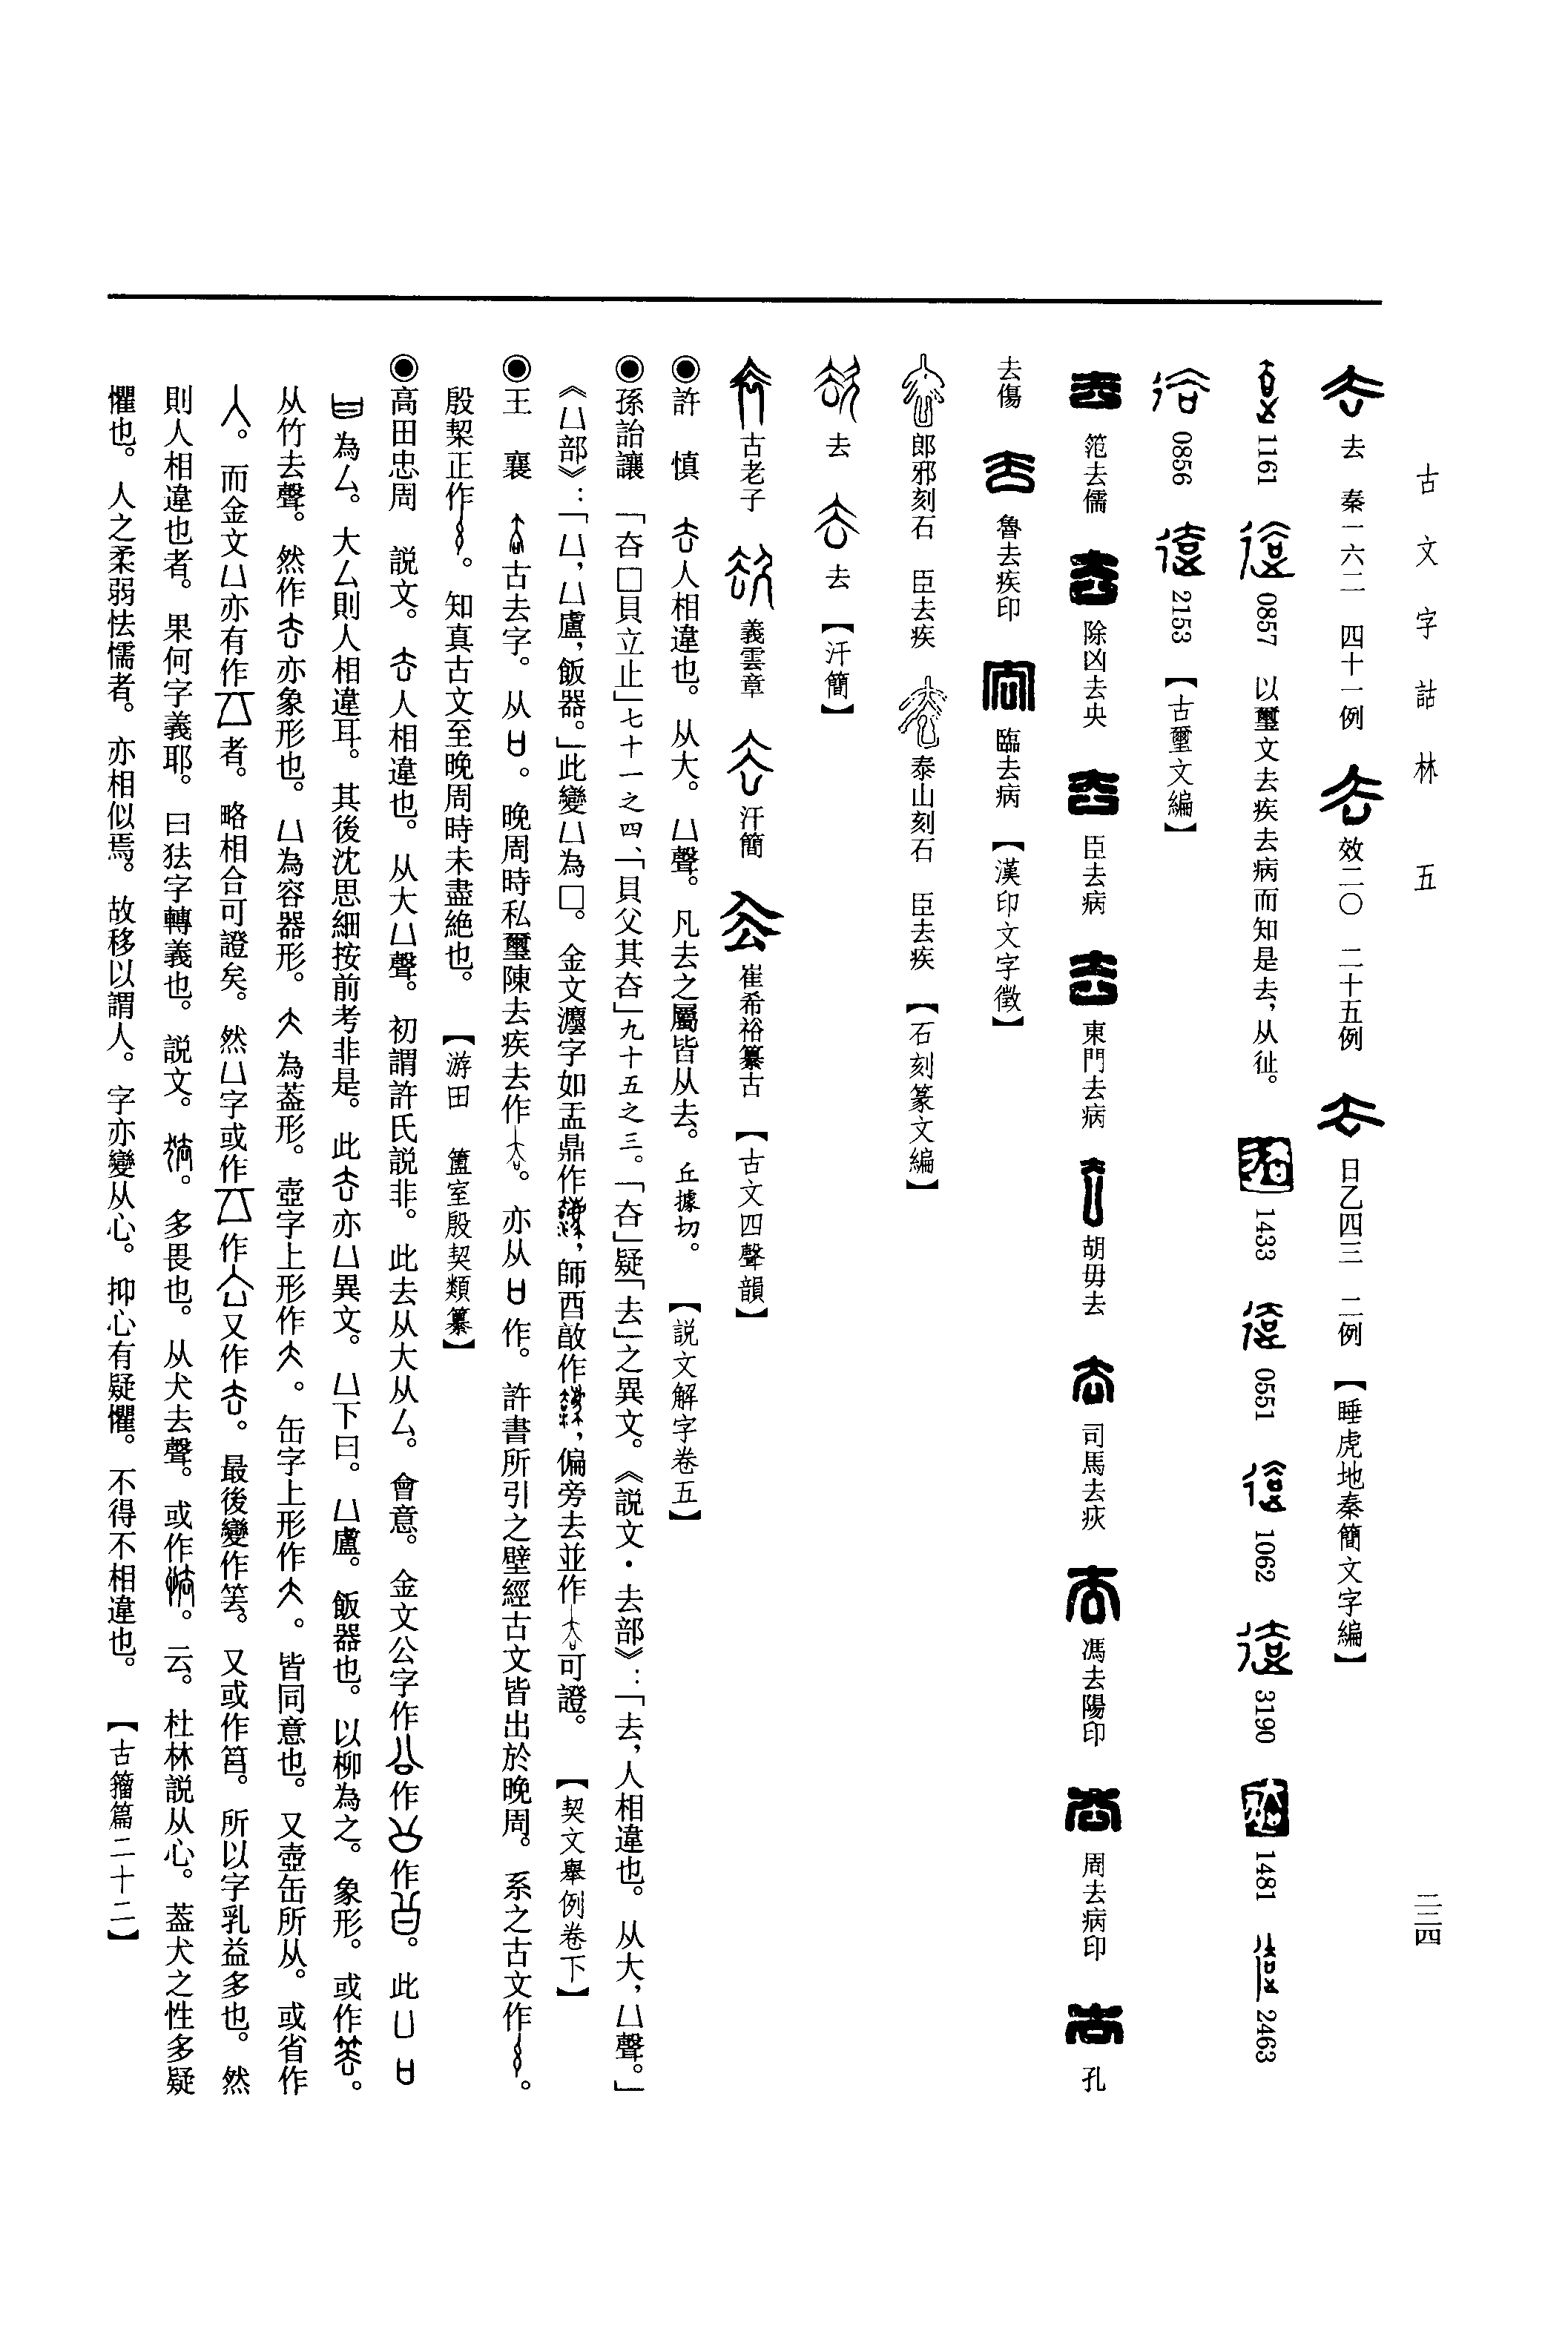 古文字詁林　五
二三四
去　秦一六二　四十一例　效二〇　二十五例　日乙四三　二例　【睡虎地秦簡文字編】
1161　0857　以璽文去疾去病而知是去，从辵。　1433　0551　1062　3190　1481　2463
0856　2153　【古璽文編】
笵去儒　除凶去央　臣去病　東門去病　胡毋去　司馬去疢　馮去陽印　周去病印　孔
去傷　魯去疾印　臨去病　【漢印文字徵】
郎邪刻石　臣去疾　泰山刻石　臣去疾　【石刻篆文編】
去　去　【汗簡】
古老子　義雲章　汗簡　崔希裕纂古　【古文四聲韻】
◉許　慎　人相違也。从大。凵聲。凡去之屬皆从去。丘據切。　【説文解字卷五】
◉孫詒讓　「夻□貝立止」七十一之四、「貝父其夻」九十五之三。「夻」疑「去」之異文。《説文·去部》：「去，人相違也。从大，凵聲。」
《凵部》：「凵，凵盧，飯器。」此變凵為□。金文灋字如盂鼎作，師酉敦作，偏旁去並作可證。　【契文舉例卷下】
◉王　襄　古去字。从。晚周時私璽陳去疾去作。亦从作。許書所引之壁經古文皆出於晚周。系之古文作。
殷栔正作。知真古文至晚周時未盡絶也。　【游田　簠室殷契類纂】
◉高田忠周　説文。人相違也。从大凵聲。初謂許氏説非。此去从大从厶。會意。金文公字作作作。此凵
為厶。大厶則人相違耳。其後沈思細按前考非是。此亦凵異文。凵下曰。凵盧。飯器也。以柳為之。象形。或作。
从竹去聲。然作亦象形也。凵為容器形。為葢形。壺字上形作。缶字上形作。皆同意也。又壺缶所从。或省作
。而金文凵亦有作者。略相合可證矣。然凵字或作作又作。最後變作筶。又或作筥。所以字乳益多也。然
則人相違也者。果何字義耶。曰狜字轉義也。説文。。多畏也。从犬去聲。或作。云。杜林説从心。葢犬之性多疑
懼也。人之柔弱怯懦者。亦相似焉。故移以謂人。字亦變从心。抑心有疑懼。不得不相違也。　【古籀篇二十二】